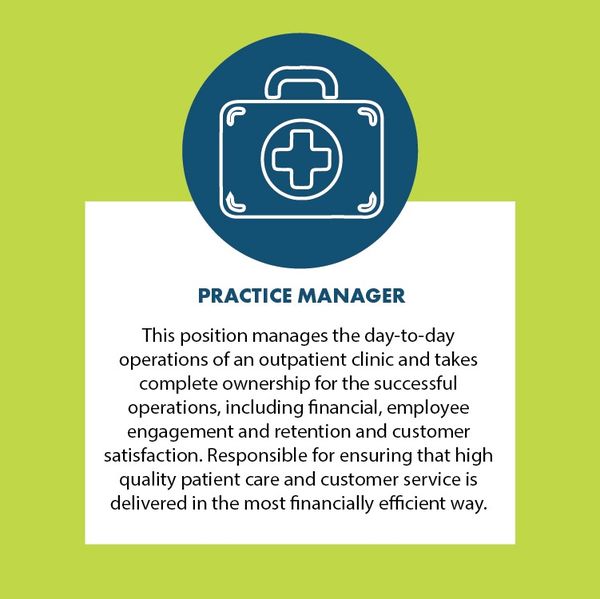 PRACTICE MANAGER
This position manages the day-to-day
operations of an outpatient clinic and takes
complete ownership for the successful
operations, including financial, employee
engagement and retention and customer
satisfaction. Responsible for ensuring that high
quality patient care and customer service is
delivered in the most financially efficient way.